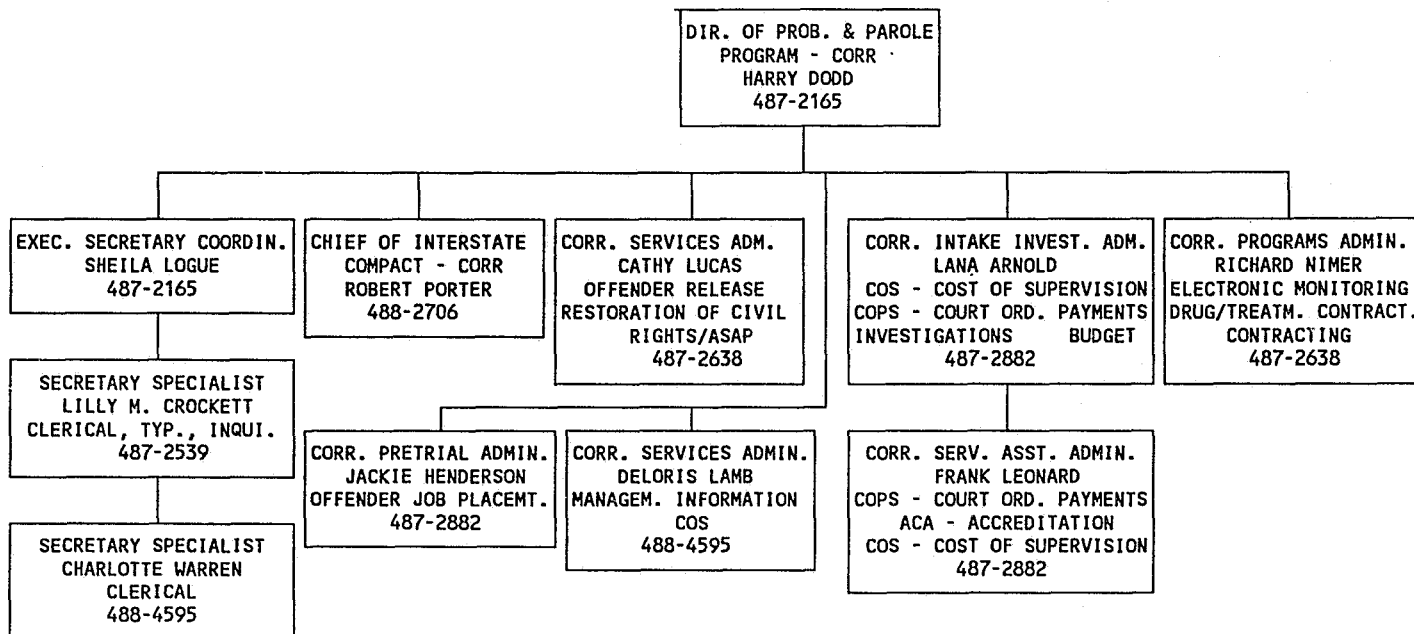 DIR. OF PROB. & PAROLE
PROGRAM - CORR
HARRY DODD
487-2165
EXEC. SECRETARY COORDIN.
SHEILA LOGUE
487-2165
CHIEF OF INTERSTATE
COMPACT - CORR
ROBERT PORTER
488-2706
CORR. SERVICES ADM.
CATHY LUCAS
OFFENDER RELEASE
RESTORATION OF CIVIL
RIGHTS/ASAP
487-2638
CORR. INTAKE INVEST. ADM.
LANA ARNOLD
COS - COST OF SUPERVISION
COPS - COURT ORD. PAYMENTS
INVESTIGATIONS BUDGET
487-2882
CORR. PROGRAMS ADMIN.
RICHARD NIMER
ELECTRONIC MONITORING
DRUG/TREATM. CONTRACT.
CONTRACTING
487-2638
SECRETARY SPECIALIST
LILLY M. CROCKETT
CLERICAL, TYP., INQUI.
487-2539
CORR. PRETRIAL ADMIN.
JACKIE HENDERSON
OFFENDER JOB PLACEMT.
487-2882
CORR. SERVICES ADMIN.
DELORIS LAMB
MANAGEM. INFORMATION
COS
488-4595
CORR. SERV. ASST. ADMIN.
FRANK LEONARD
COPS - COURT ORD. PAYMENTS
ACA - ACCREDITATION
COS - COST OF SUPERVISION
487-2882
SECRETARY SPECIALIST
CHARLOTTE WARREN
CLERICAL
488-4595